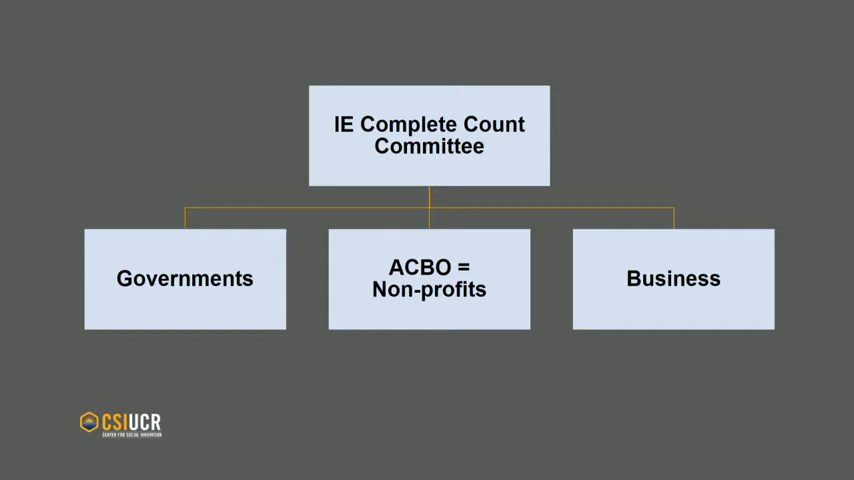 IE Complete Count
Committee
Governments
ACBO =
Non-profits
Business
CSIUCR
CENTER FOR SOCIAL INNOVATION